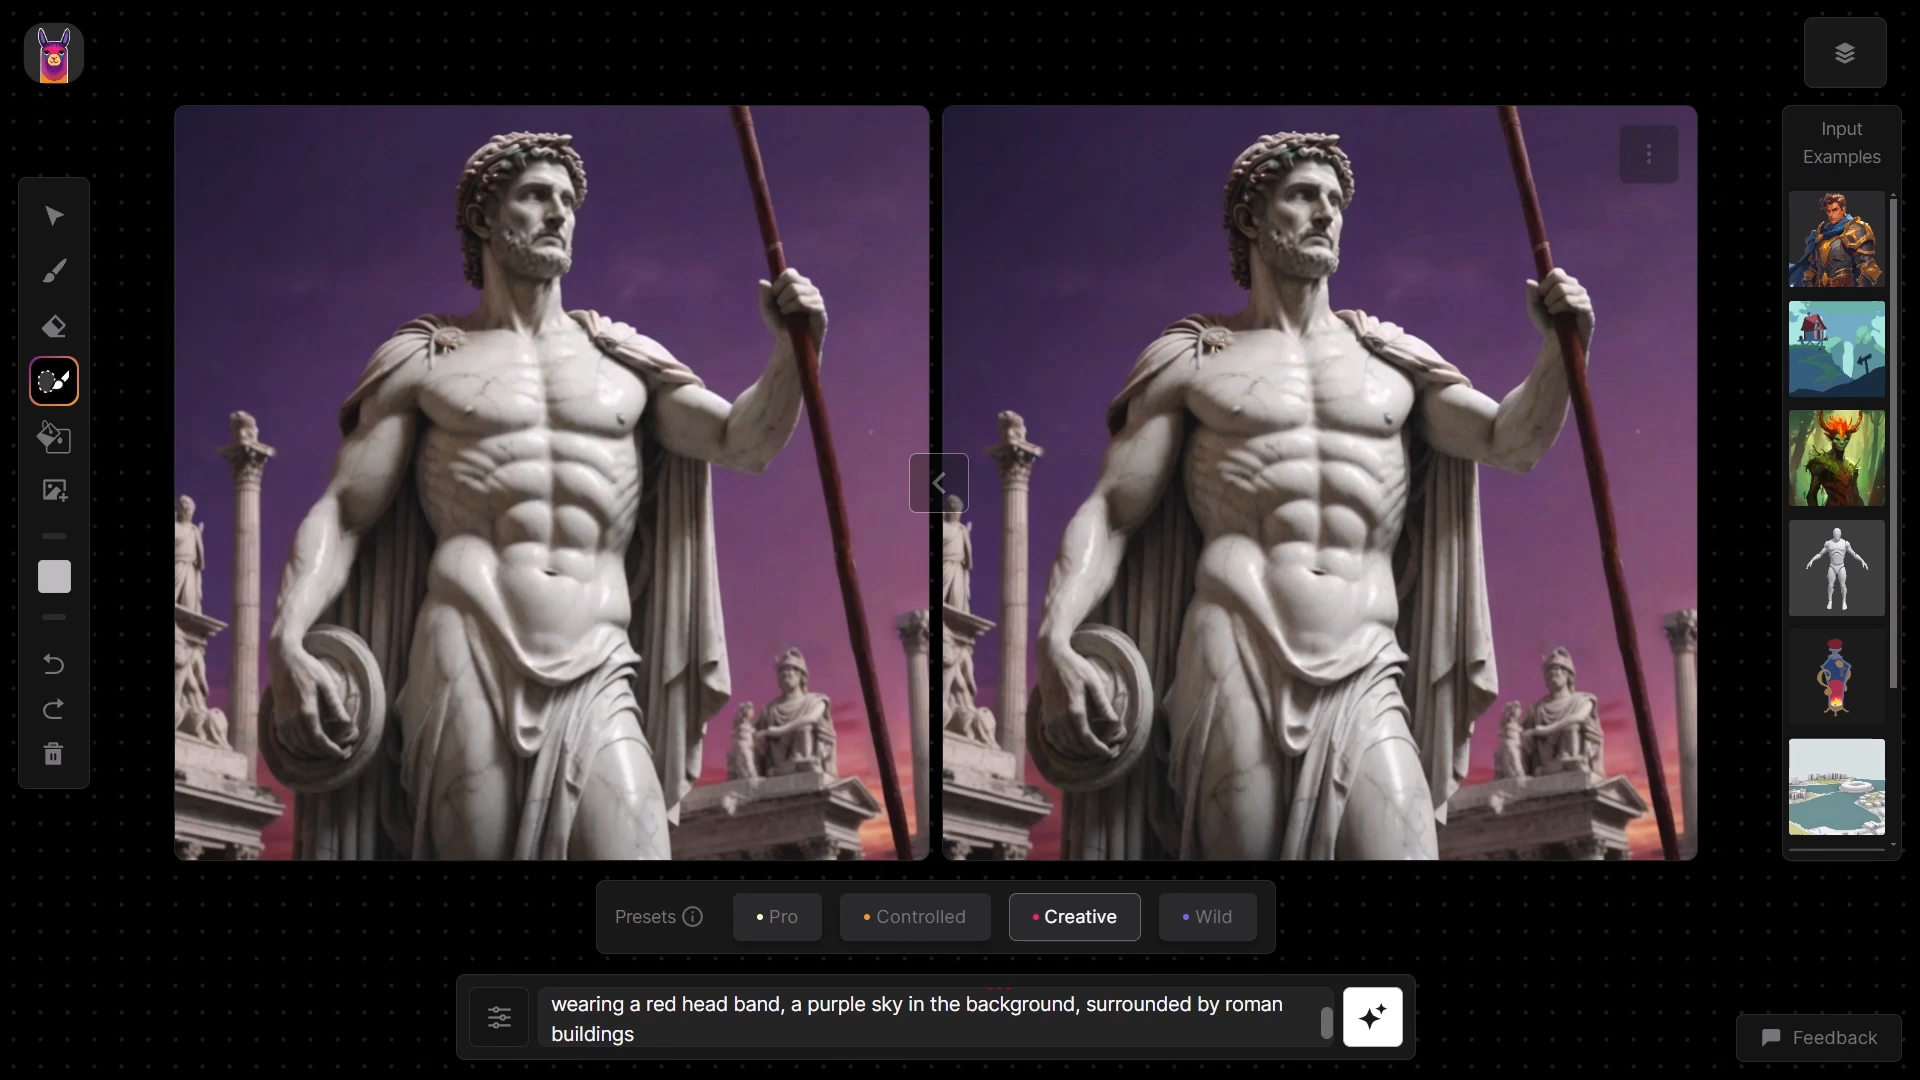 Input
Examples
Presets
Pro
Controlled
Creative
Wild
wearing a red head band, a purple sky in the background, surrounded by roman
buildings
Feedback